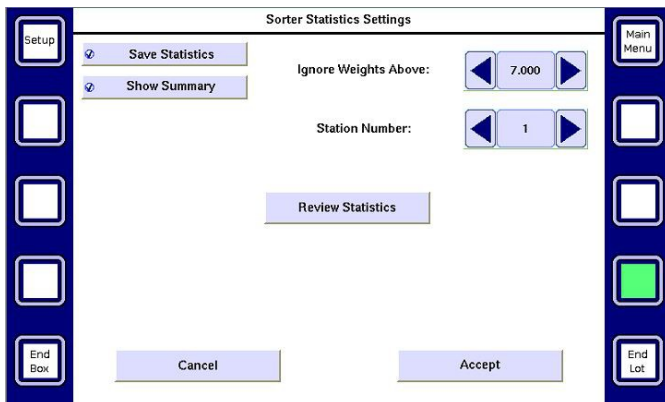 Sorter Statistics Settings
Setup
Main
Menu
Save Statistics
Show Summary
Ignore Weights Above:
7.000
Station Number:
1
Review Statistics
End
Box
Cancel
Accept
End
Lot